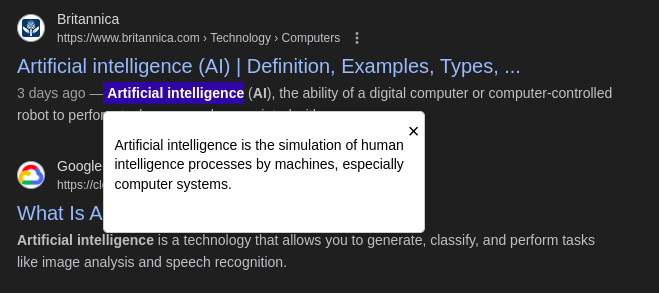 Britannica
https://www.britannica.com › Technology › Computers
Artificial intelligence (AI) | Definition, Examples, Types, ...
3 days ago — Artificial intelligence (AI), the ability of a digital computer or computer-controlled
robot to perfor
×
Artificial intelligence is the simulation of human
intelligence processes by machines, especially
computer systems.
Google
https://cl
What Is A
Artificial intelligence is a technology that allows you to generate, classify, and perform tasks
like image analysis and speech recognition.